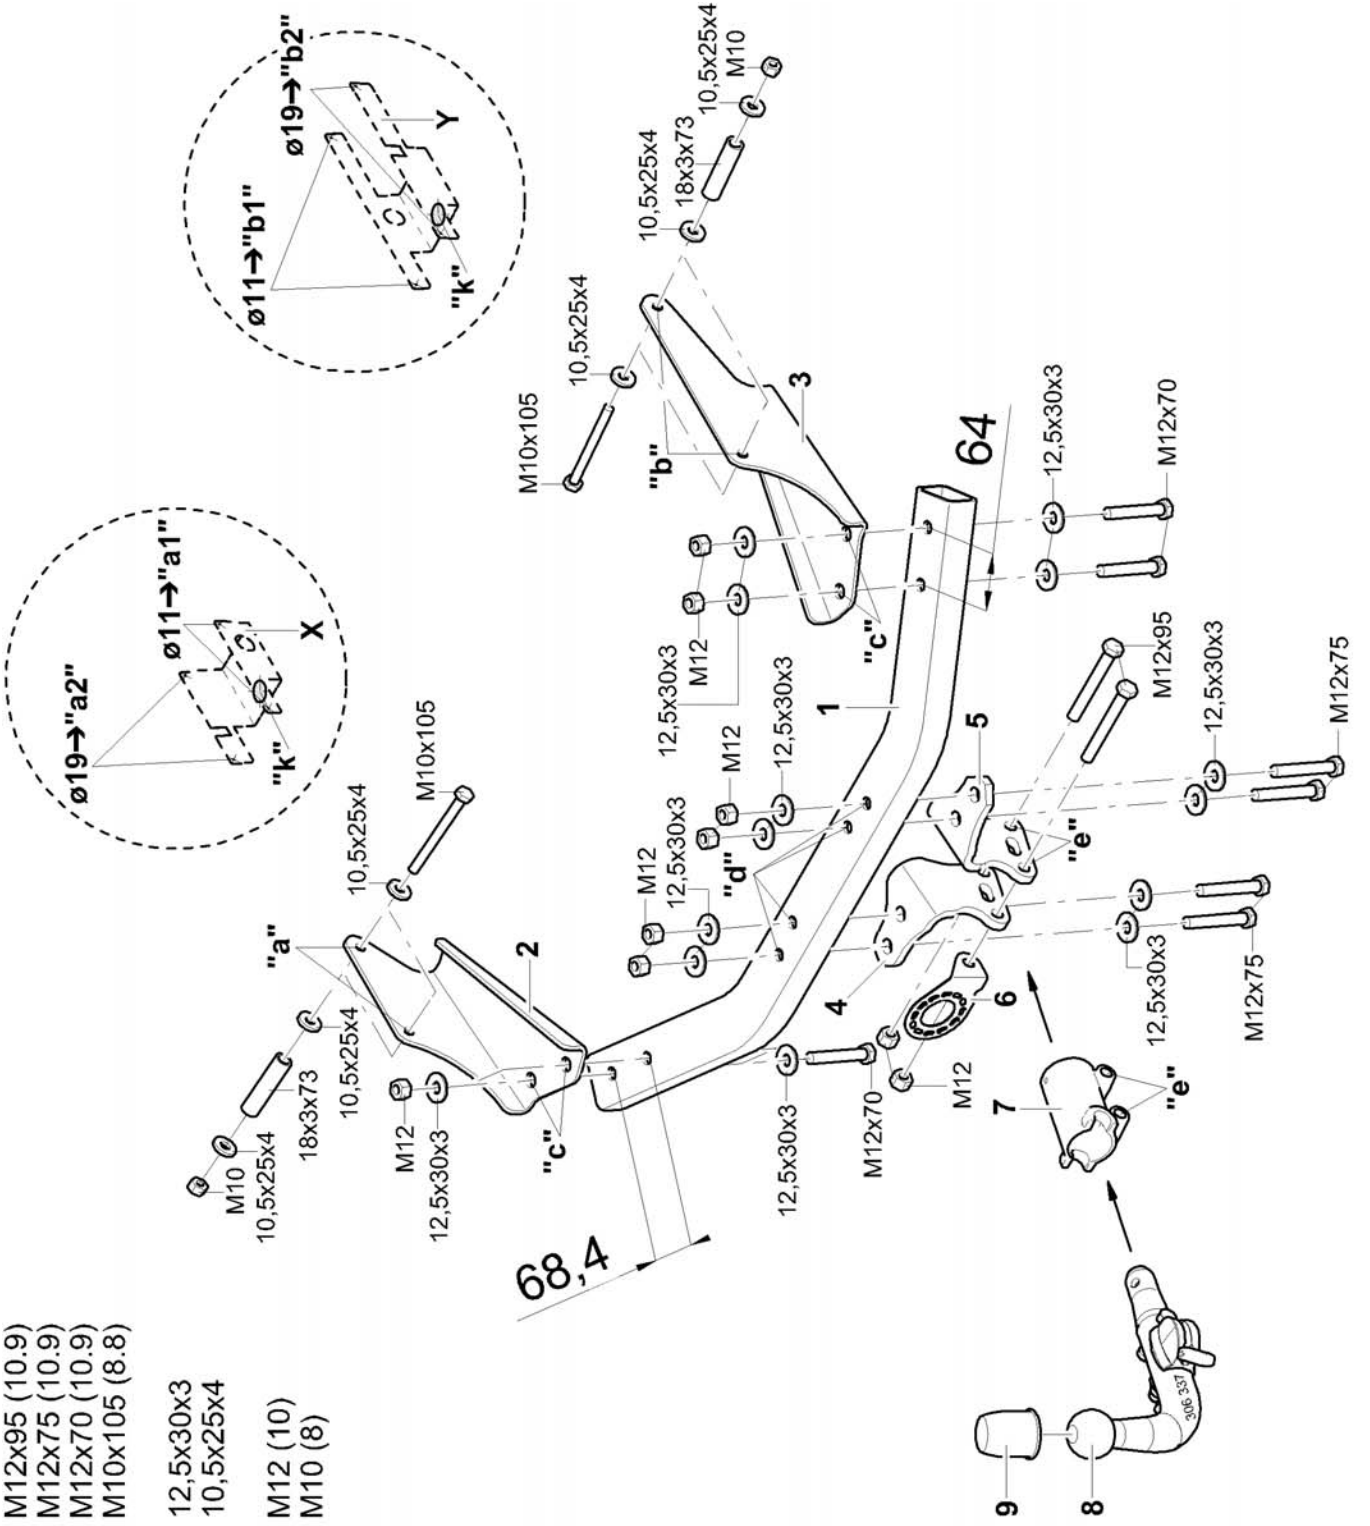 M12x95 (10.9)
M12x75 (10.9)
M12x70 (10.9)
M10x105 (8.8)
12,5x30x3
10,5x25x4
M12 (10)
M10 (8)
ø19→"a2"
ø11→"a1"
X
"k"
ø11→"b1"
ø19→"b2"
Y
"k"
M10
10,5x25x4
18x3x73
10,5x25x4
"a"
10,5x25x4
M10x105
M12
12,5x30x3
"c"
2
68,4
M10x105
10,5x25x4
"b"
10,5x25x4
18x3x73
10,5x25x4
M10
3
M12
12,5x30x3
"c"
64
12,5x30x3
M12x70
M12
12,5x30x3
M12
12,5x30x3
"d"
1
12,5x30x3
M12x70
4
5
"e"
6
M12
M12x95
12,5x30x3
M12x75
12,5x30x3
M12x75
7
"e"
306 337
9
8